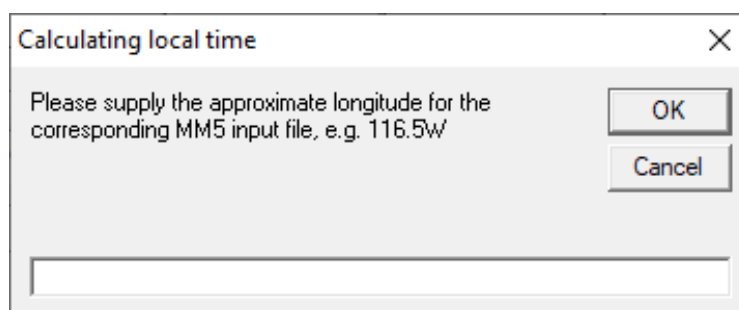 Calculating local time
Please supply the approximate longitude for the
corresponding MM5 input file, e.g. 116.5W
OK
Cancel